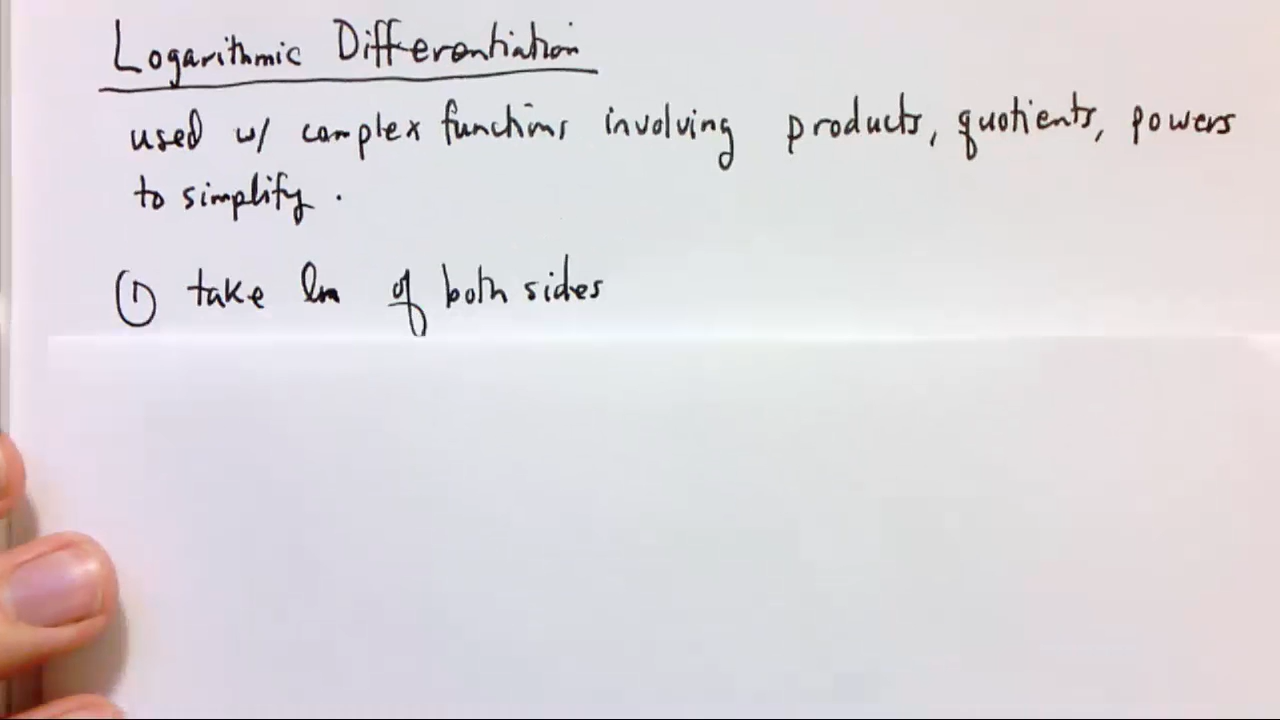 Logarithmic Differentiation
used w/ complex functions involving products, quotients, powers
to simplify.
① take ln of both sides